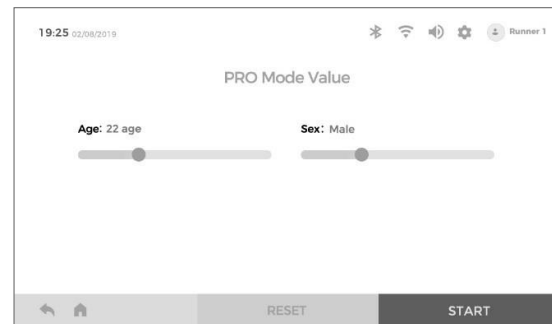 19:25 02/08/2019 Runner 1
PRO Mode Value
Age: 22 age Sex: Male
RESET START